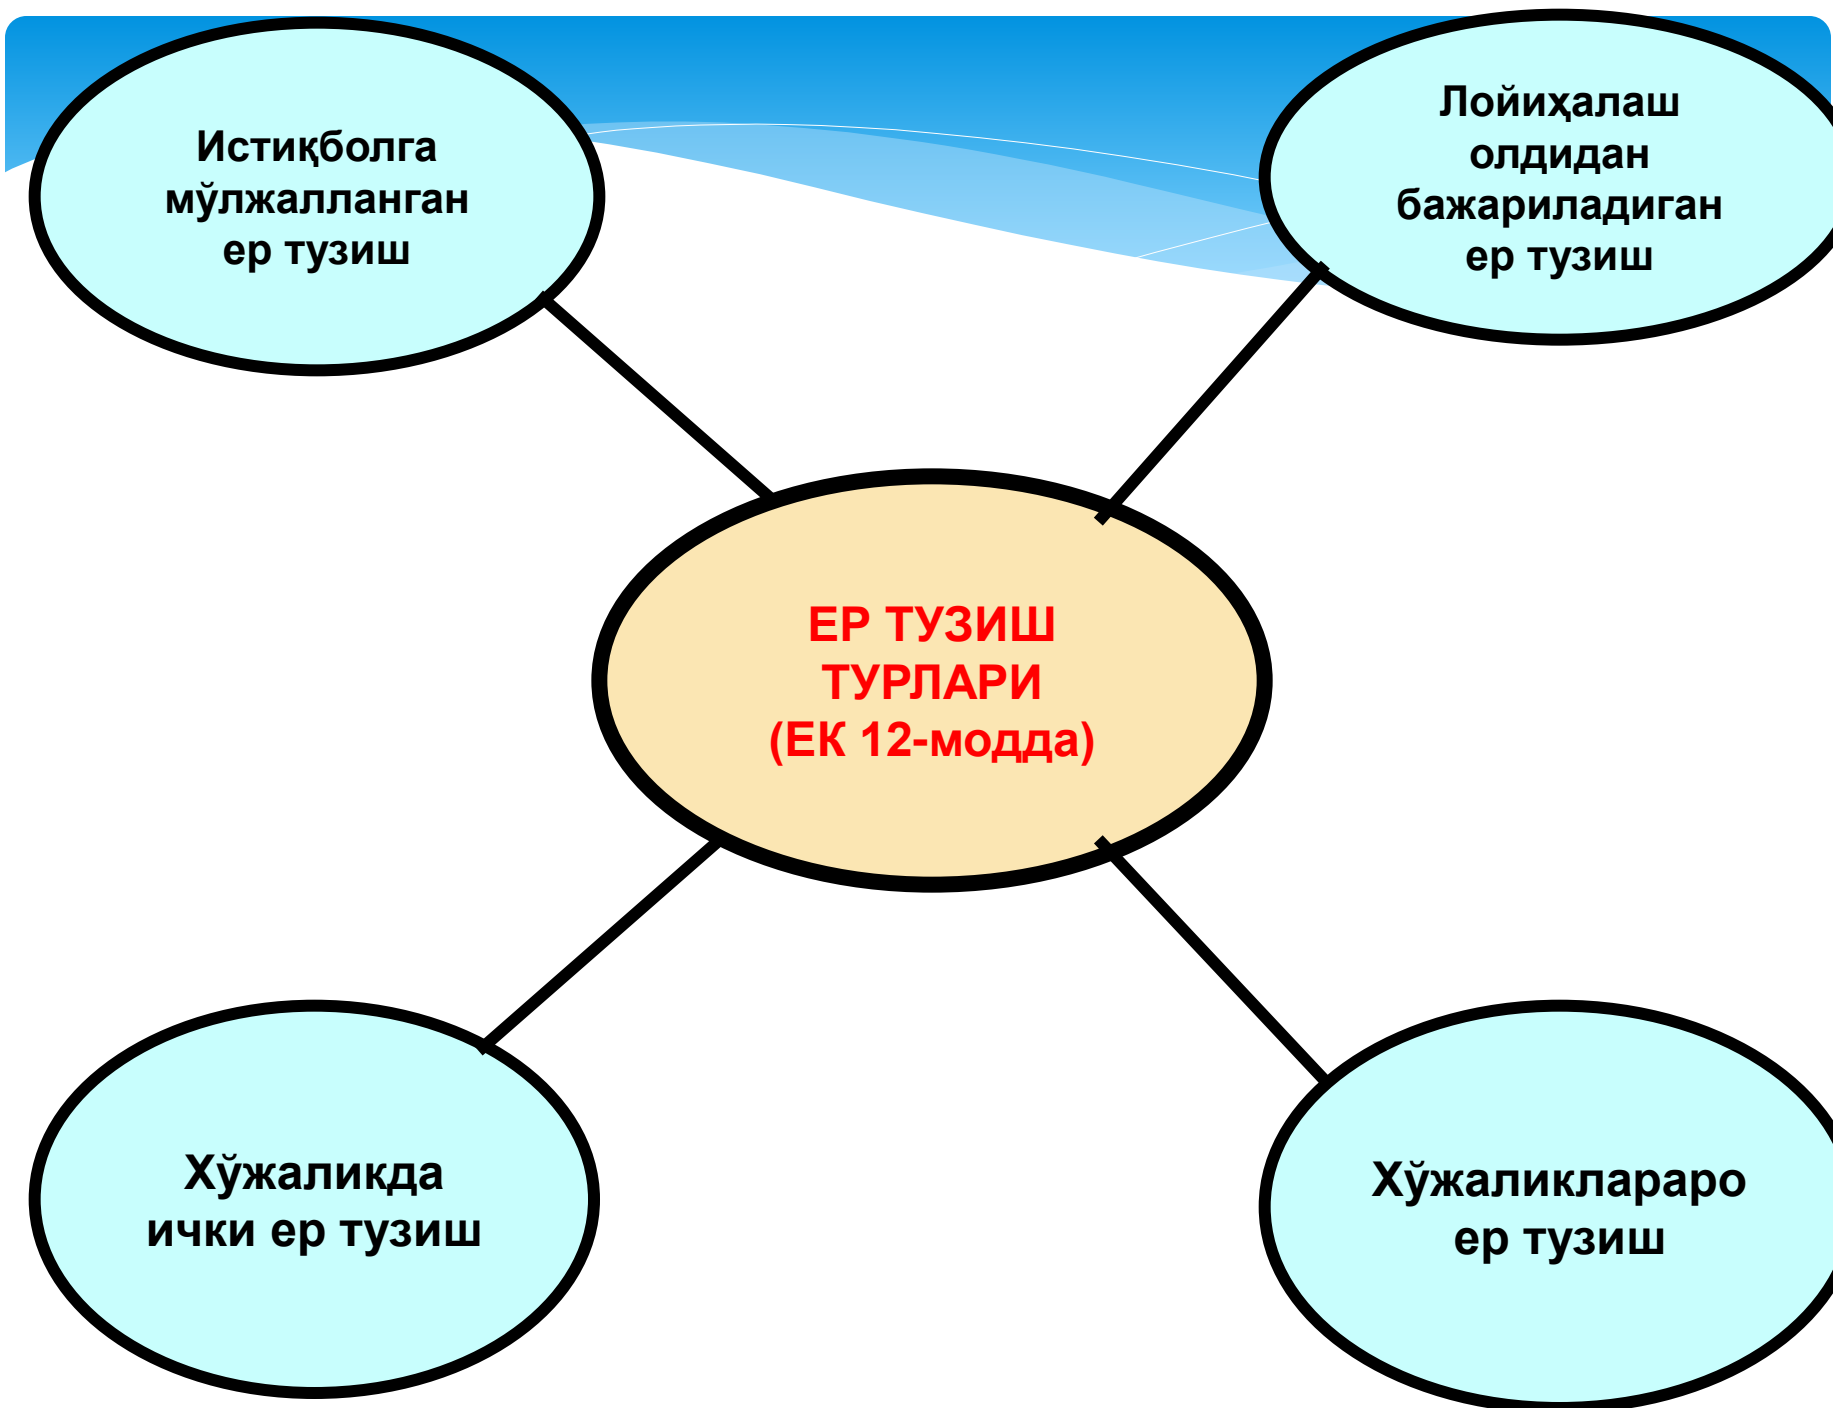 Истиқболга
мўлжалланган
ер тузиш
Лойиҳалаш
олдидан
бажариладиган
ер тузиш
ЕР ТУЗИШ
ТУРЛАРИ
(ЕК 12-модда)
Хўжаликда
ички ер тузиш
Хўжаликлараро
ер тузиш